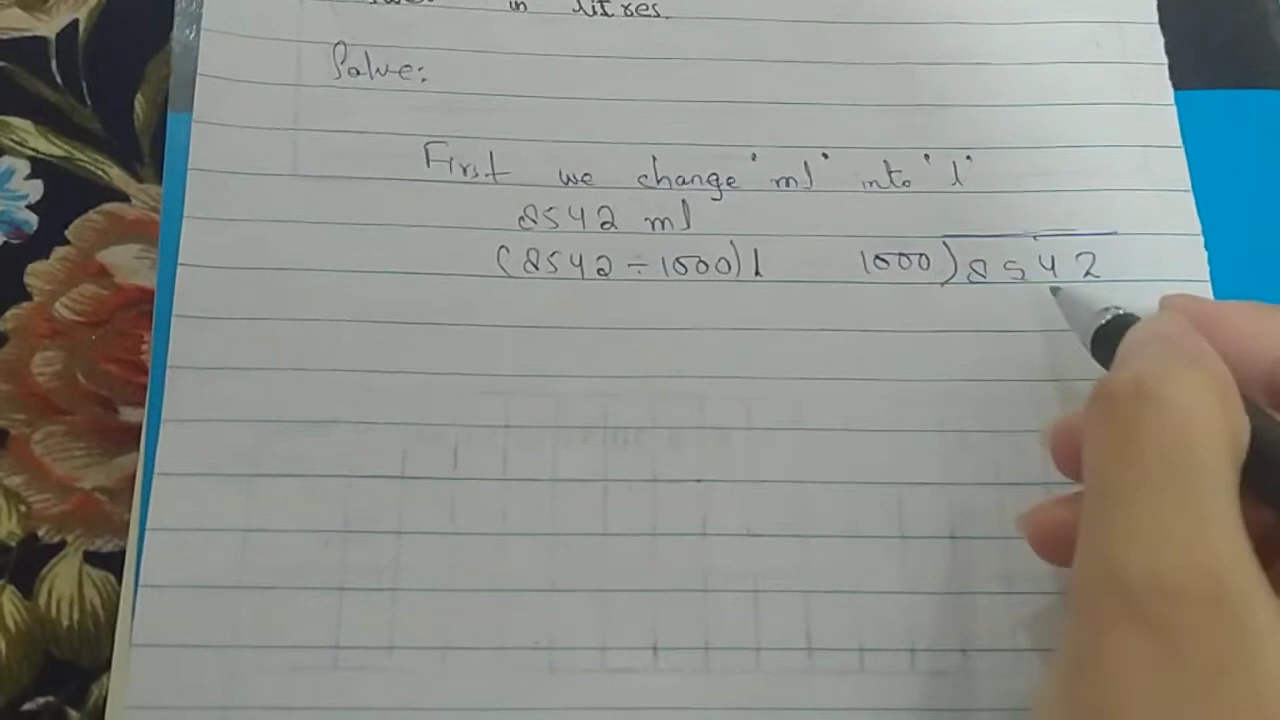 in litres.
Solve:
First we change "ml" into "l"
8542 ml
(8542 ÷ 1000) l 1000)8542